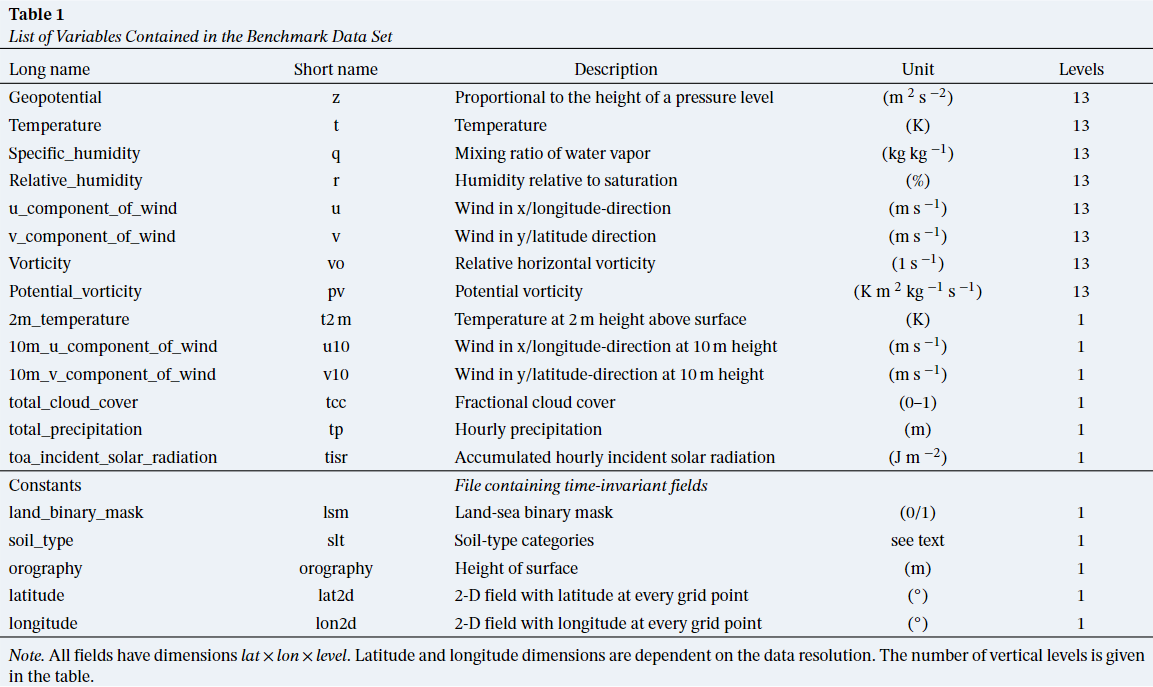 Table 1
List of Variables Contained in the Benchmark Data Set
Long name Short name Description Unit Levels
Geopotential z Proportional to the height of a pressure level (m ² s ⁻²) 13
Temperature t Temperature (K) 13
Specific_humidity q Mixing ratio of water vapor (kg kg ⁻¹) 13
Relative_humidity r Humidity relative to saturation (%) 13
u_component_of_wind u Wind in x/longitude-direction (m s ⁻¹) 13
v_component_of_wind v Wind in y/latitude direction (m s ⁻¹) 13
Vorticity vo Relative horizontal vorticity (1 s ⁻¹) 13
Potential_vorticity pv Potential vorticity (K m ² kg ⁻¹ s ⁻¹) 13
2m_temperature t2 m Temperature at 2 m height above surface (K) 1
10m_u_component_of_wind u10 Wind in x/longitude-direction at 10 m height (m s ⁻¹) 1
10m_v_component_of_wind v10 Wind in y/latitude-direction at 10 m height (m s ⁻¹) 1
total_cloud_cover tcc Fractional cloud cover (0–1) 1
total_precipitation tp Hourly precipitation (m) 1
toa_incident_solar_radiation tisr Accumulated hourly incident solar radiation (J m ⁻²) 1
Constants File containing time-invariant fields
land_binary_mask lsm Land-sea binary mask (0/1) 1
soil_type slt Soil-type categories see text 1
orography orography Height of surface (m) 1
latitude lat2d 2-D field with latitude at every grid point (°) 1
longitude lon2d 2-D field with longitude at every grid point (°) 1
Note. All fields have dimensions lat × lon × level. Latitude and longitude dimensions are dependent on the data resolution. The number of vertical levels is given
in the table.